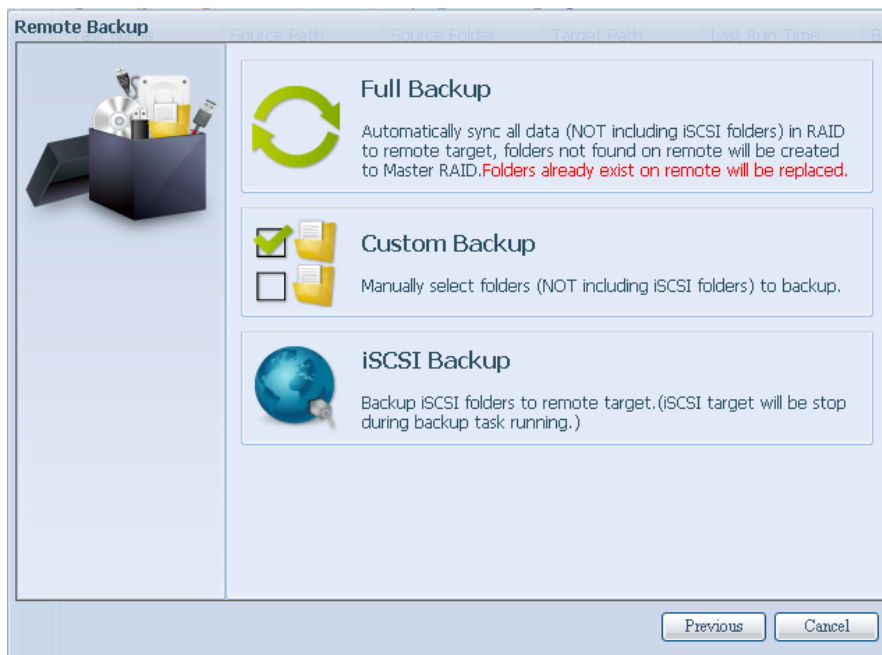 Remote Backup
Task Name Source Path Source Folder Target Path Last Run Time B
Full Backup
Automatically sync all data (NOT including iSCSI folders) in RAID
to remote target, folders not found on remote will be created
to Master RAID.Folders already exist on remote will be replaced.
Custom Backup
Manually select folders (NOT including iSCSI folders) to backup.
iSCSI Backup
Backup iSCSI folders to remote target.(iSCSI target will be stop
during backup task running.)
Previous Cancel